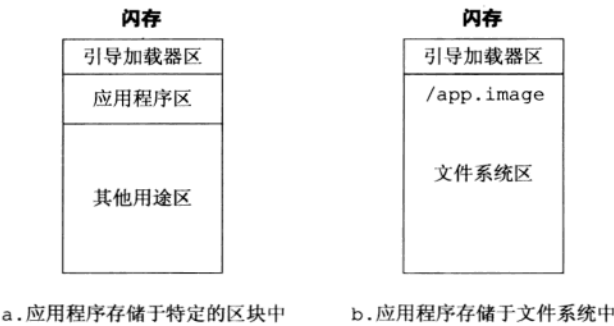 闪存
引导加载器区
应用程序区
其他用途区
a.应用程序存储于特定的区块中
闪存
引导加载器区
/app.image
文件系统区
b.应用程序存储于文件系统中